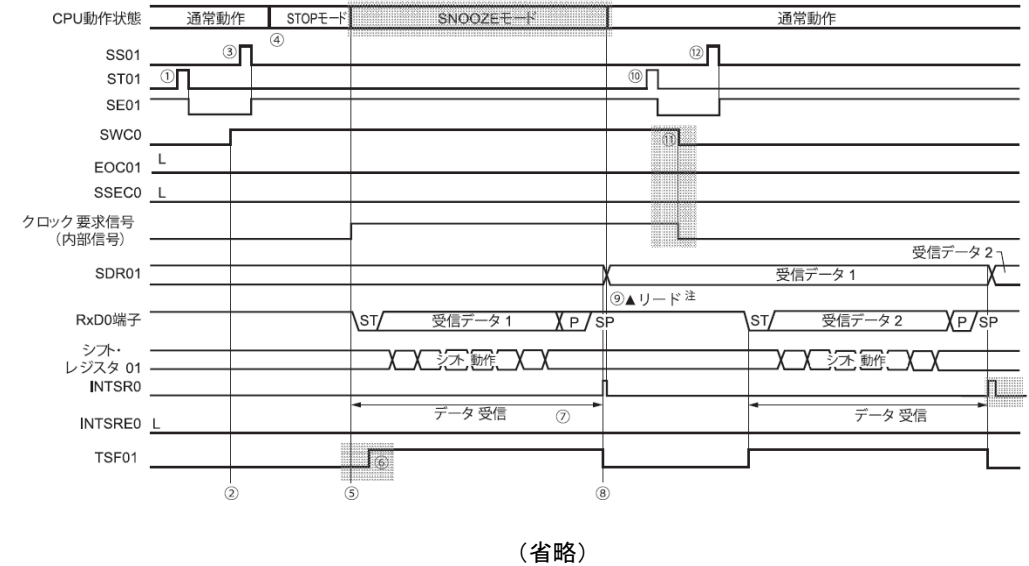 CPU動作状態 通常動作 STOPモード SNOOZEモード 通常動作
④
SS01 ③ ⑫
ST01 ① ⑩
SE01
SWC0 ⑪
EOC01 L
SSEC0 L
クロック要求信号
（内部信号）
受信データ 2
SDR01 受信データ 1
⑨▲リード 注
RxD0端子 ST 受信データ 1 P SP ST 受信データ 2 P SP
シフト・
レジスタ 01 シフト動作 シフト動作
INTSR0
データ受信 ⑦ データ受信
INTSRE0 L
TSF01 ⑥
② ⑤ ⑧
（省略）